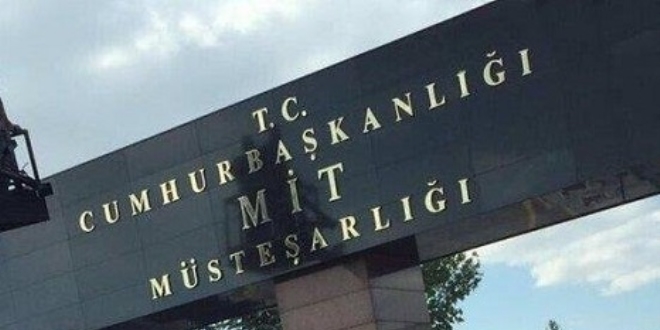 T. C.
CUMHURBAŞKANLIĞI
MİT
MÜSTEŞARLIĞI